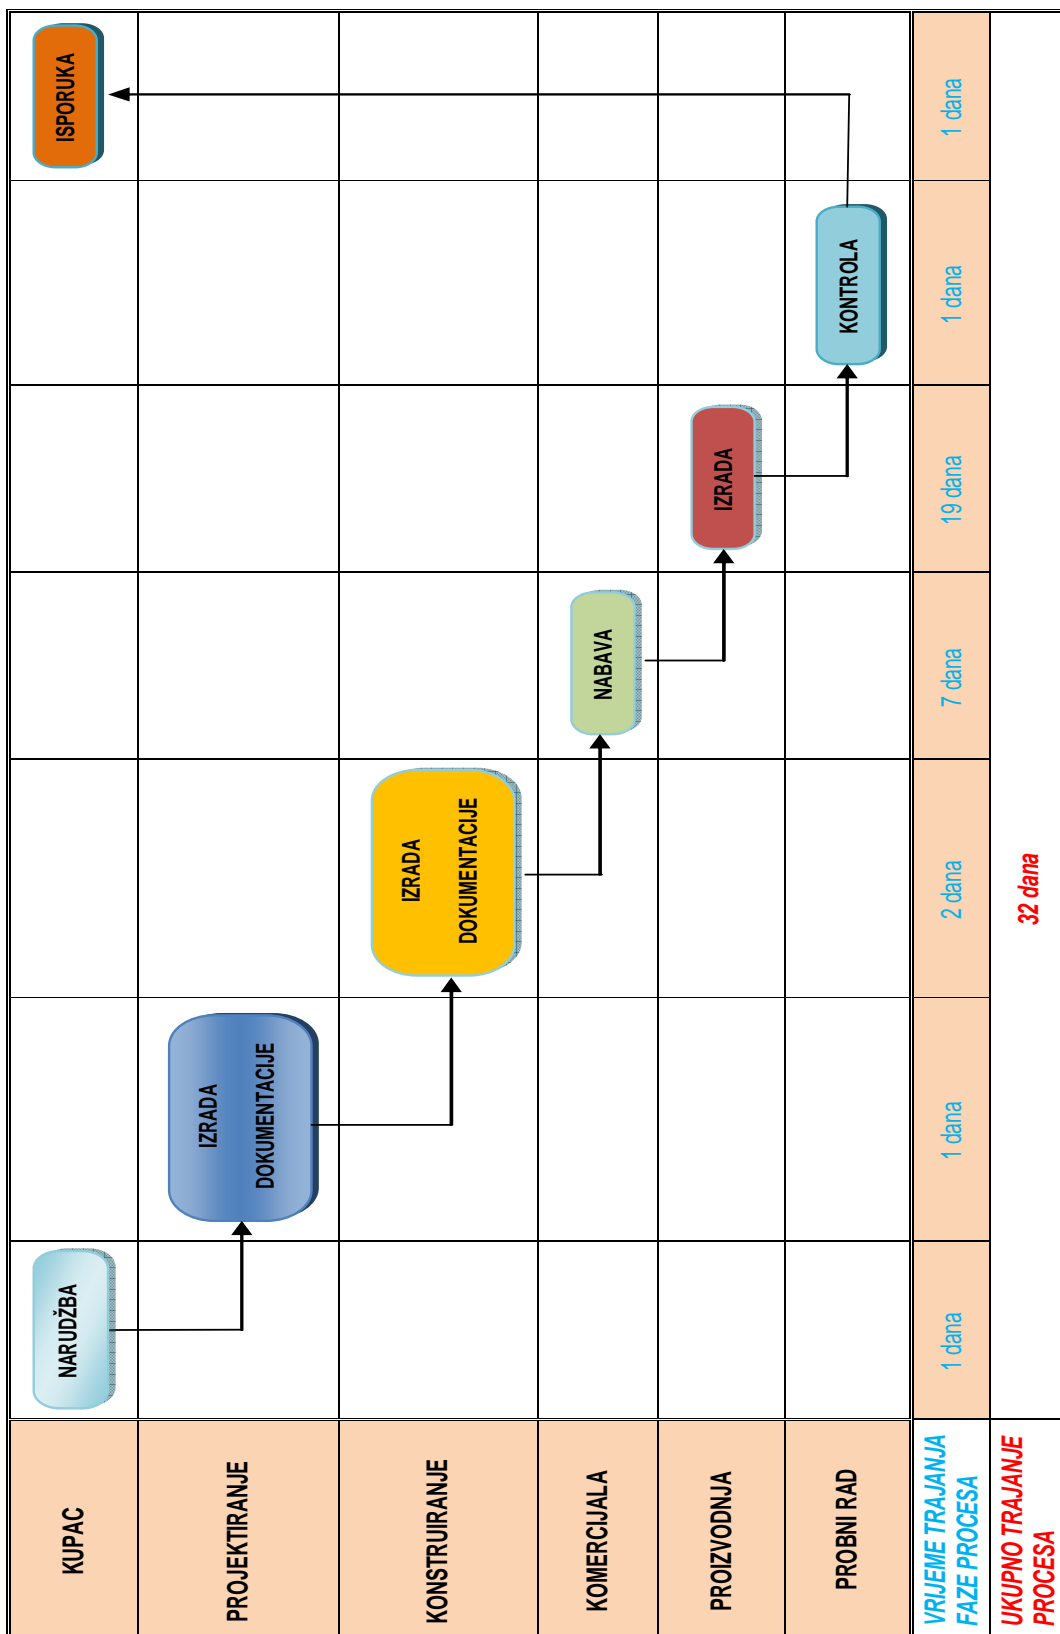 KUPAC
NARUDŽBA
ISPORUKA
PROJEKTIRANJE
IZRADA
DOKUMENTACIJE
KONSTRUIRANJE
IZRADA
DOKUMENTACIJE
KOMERCIJALA
NABAVA
PROIZVODNJA
IZRADA
PROBNI RAD
KONTROLA
VRIJEME TRAJANJA
FAZE PROCESA
1 dana
1 dana
2 dana
7 dana
19 dana
1 dana
1 dana
UKUPNO TRAJANJE
PROCESA
32 dana